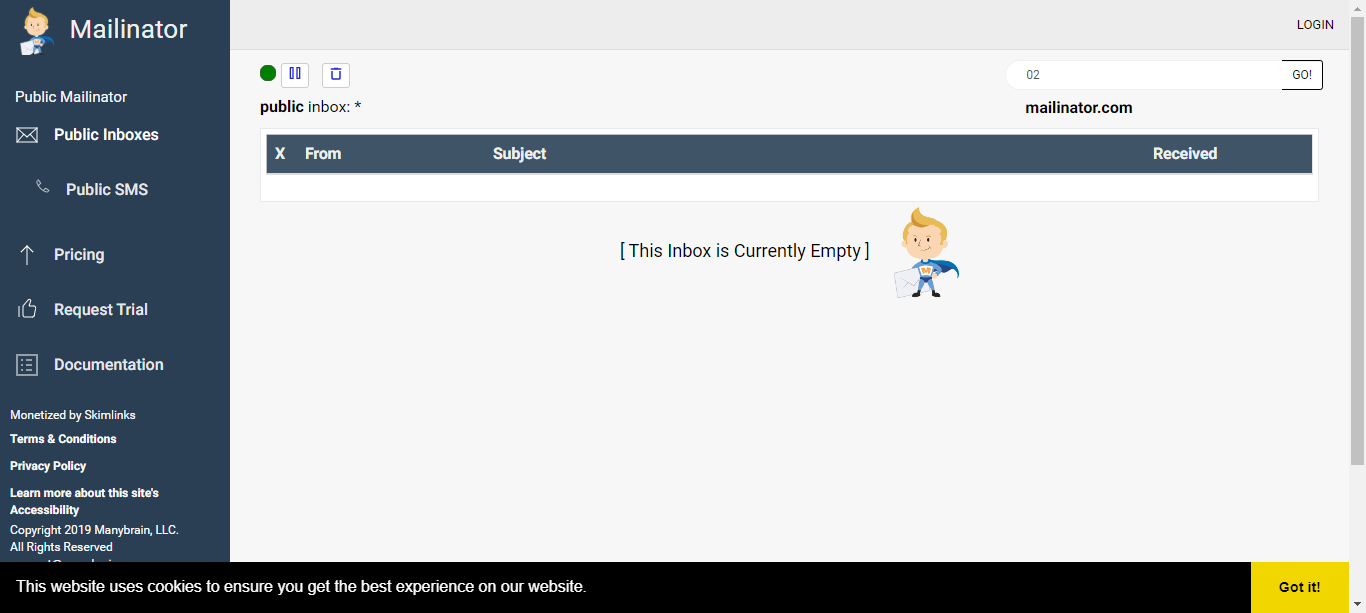 Mailinator
LOGIN
02
GO!
public inbox: *
mailinator.com
Public Mailinator
Public Inboxes
Public SMS
Pricing
Request Trial
Documentation
Monetized by Skimlinks
Terms & Conditions
Privacy Policy
Learn more about this site's
Accessibility
Copyright 2019 Manybrain, LLC.
All Rights Reserved
X From Subject Received
[ This Inbox is Currently Empty ]
M
This website uses cookies to ensure you get the best experience on our website.
Got it!